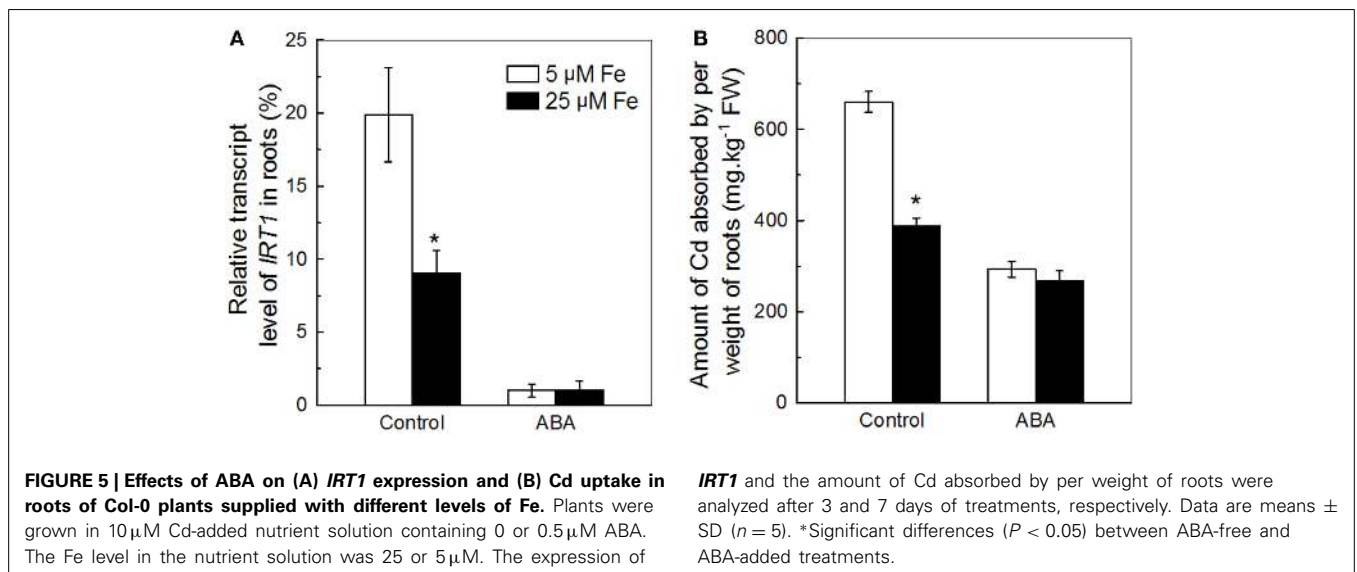 A
25
20
15
10
5
0
Relative transcript
level of IRT1 in roots (%)
5 µM Fe
25 µM Fe
*
Control
ABA
B
800
600
400
200
0
Amount of Cd absorbed by per
weight of roots (mg.kg-1 FW)
*
Control
ABA
FIGURE 5 | Effects of ABA on (A) IRT1 expression and (B) Cd uptake in
roots of Col-0 plants supplied with different levels of Fe. Plants were
grown in 10 µM Cd-added nutrient solution containing 0 or 0.5 µM ABA.
The Fe level in the nutrient solution was 25 or 5 µM. The expression of
IRT1 and the amount of Cd absorbed by per weight of roots were
analyzed after 3 and 7 days of treatments, respectively. Data are means ±
SD (n = 5). *Significant differences (P < 0.05) between ABA-free and
ABA-added treatments.